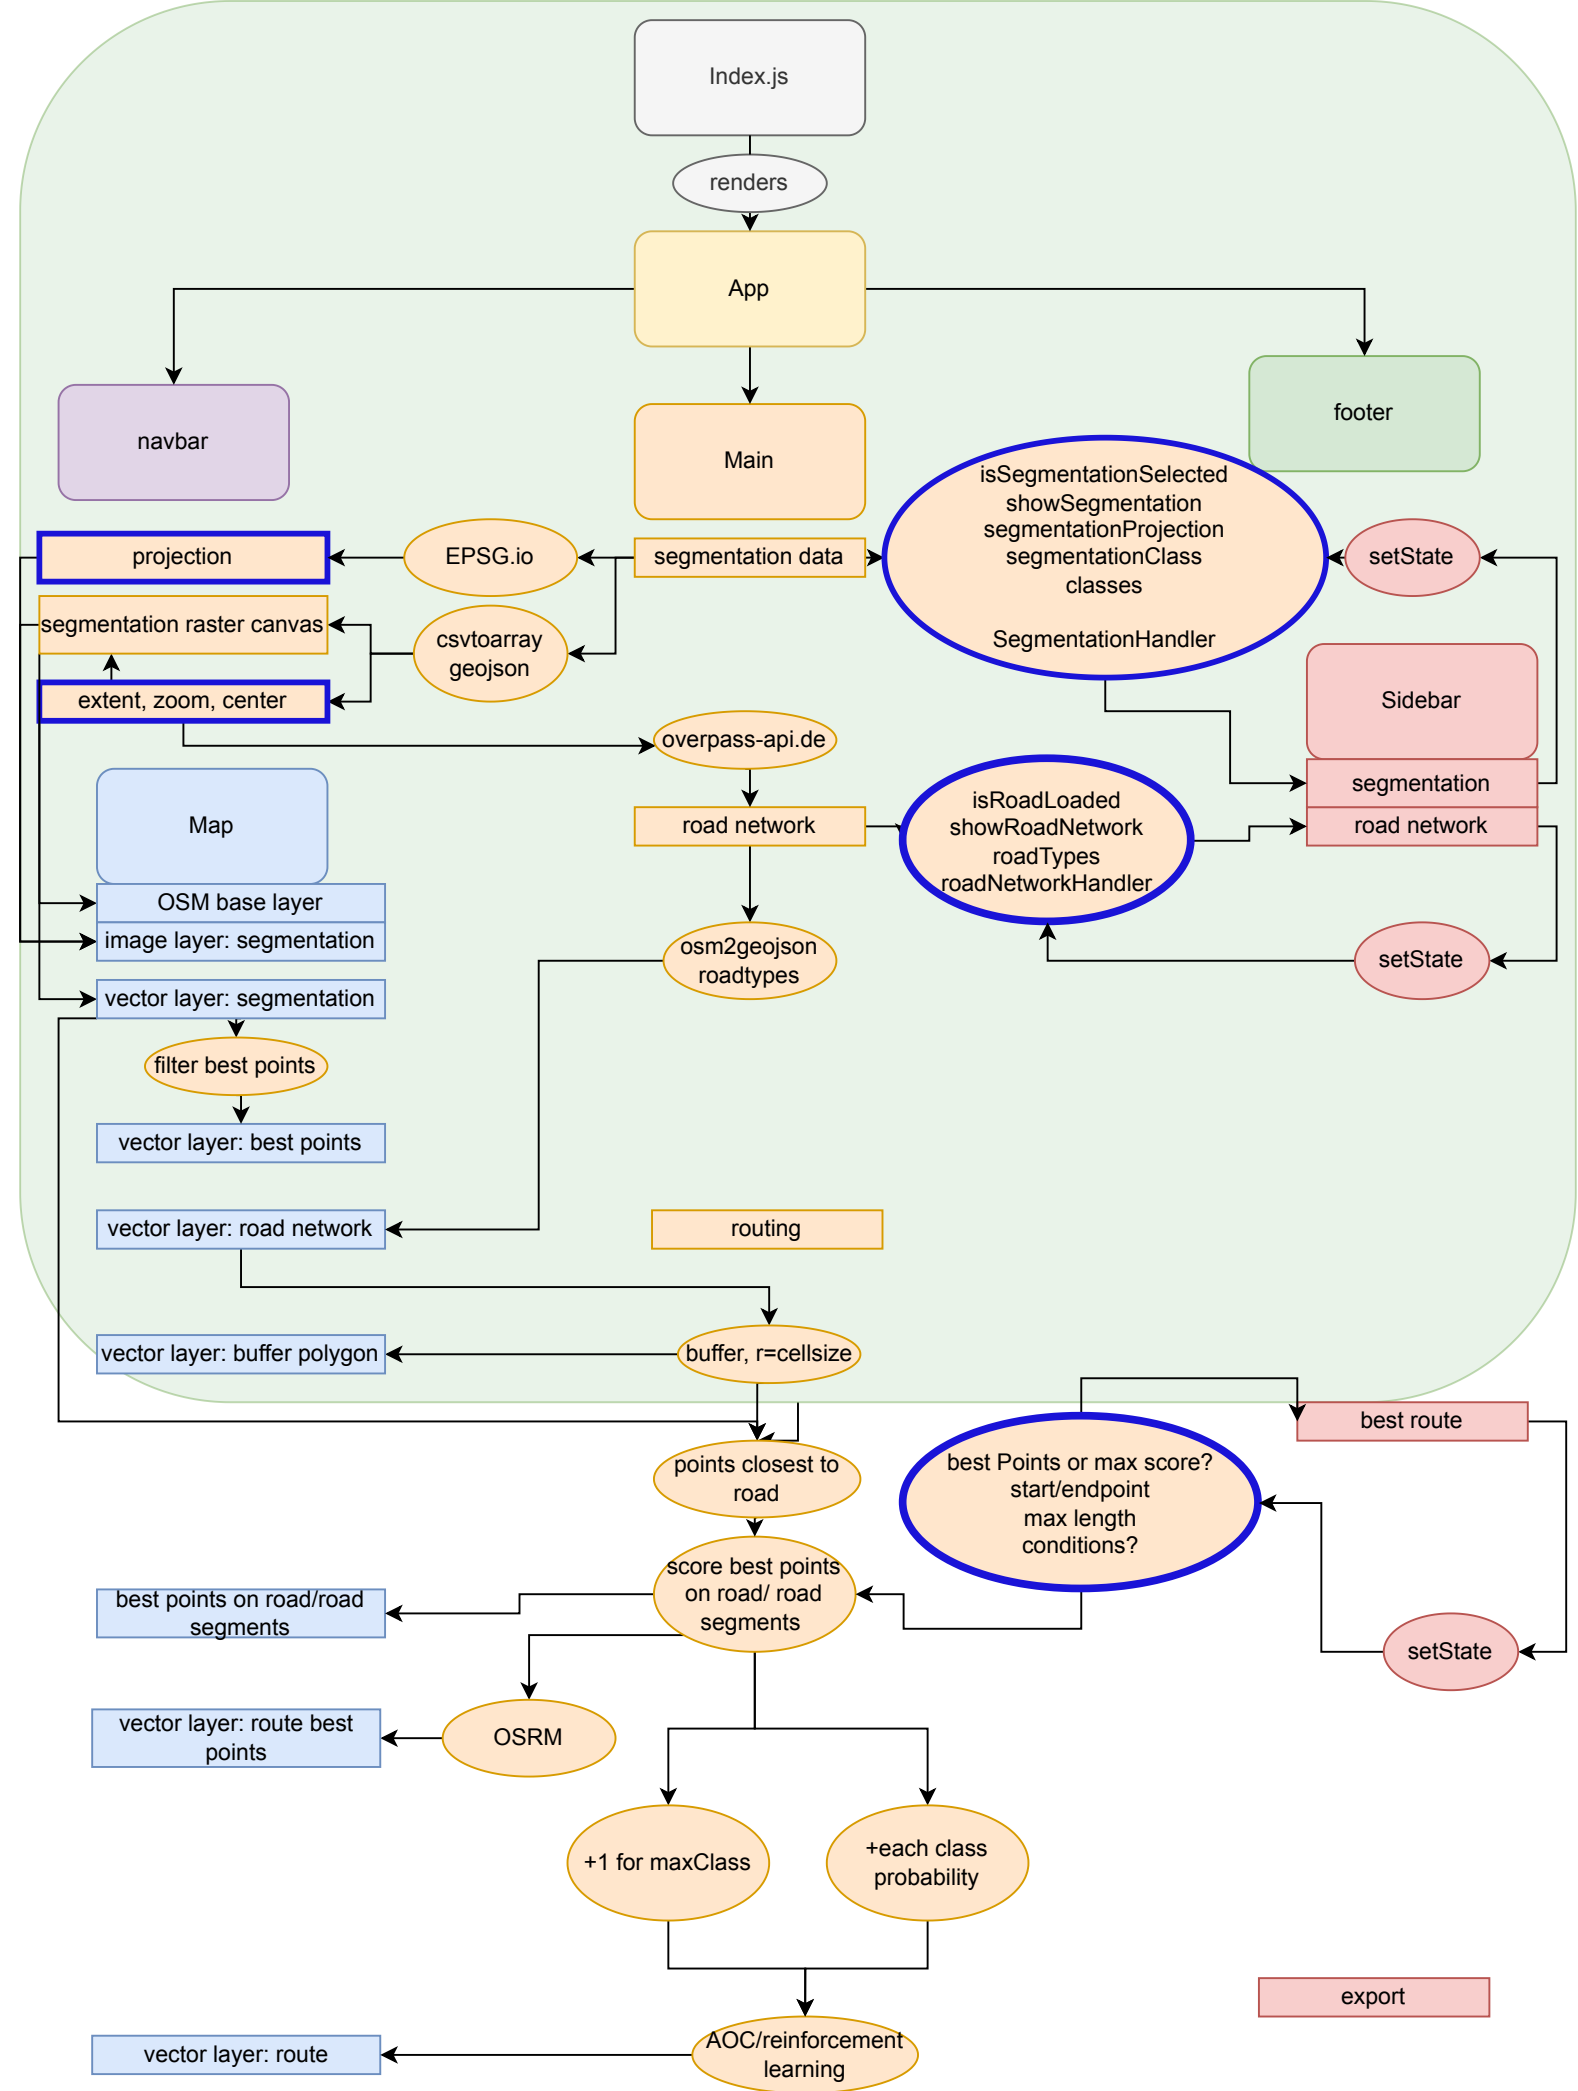 Index.js
renders
App
navbar
Main
footer
isSegmentationSelected
showSegmentation
segmentationProjection
segmentationClass
classes
SegmentationHandler
projection
EPSG.io
segmentation data
setState
segmentation raster canvas
csvtoarray
geojson
extent, zoom, center
Sidebar
overpass-api.de
segmentation
Map
road network
isRoadLoaded
showRoadNetwork
roadTypes
roadNetworkHandler
road network
OSM base layer
image layer: segmentation
osm2geojson
roadtypes
setState
vector layer: segmentation
filter best points
vector layer: best points
vector layer: road network
routing
vector layer: buffer polygon
buffer, r=cellsize
best route
points closest to
road
best Points or max score?
start/endpoint
max length
conditions?
score best points
on road/ road
segments
best points on road/road
segments
setState
vector layer: route best
points
OSRM
+1 for maxClass
+each class
probability
export
AOC/reinforcement
learning
vector layer: route